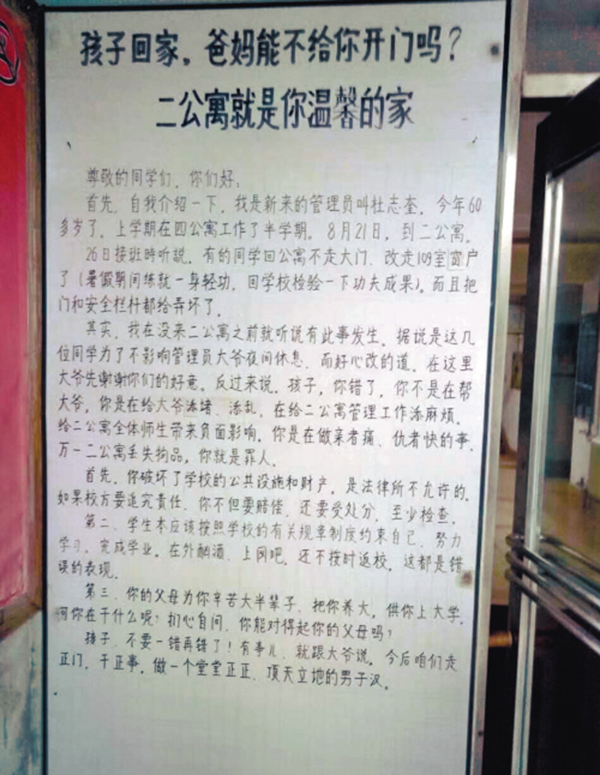 孩子回家，爸妈能不给你开门吗？
二公寓就是你温馨的家
尊敬的同学们，你们好：
首先，自我介绍一下，我是新来的管理员叫杜志奎，今年60
多岁了，上学期在四公寓工作了半学期，8月21日，到二公寓。
26日接班时听说，有的同学回公寓不走大门，改走109室窗户
了（暑假期间练就一身轻功，回学校检验一下功夫成果）。而且把
门和安全栏杆都给弄坏了。
其实，我在没来二公寓之前就听说有此事发生，据说是这几
位同学为了不影响管理员大爷夜间休息，而好心改的道，在这里
大爷先谢谢你们的好意。反过来说，孩子，你错了，你不是在帮
大爷，你是在给大爷添堵、添乱，在给二公寓管理工作添麻烦，
给二公寓全体师生带来负面影响，你是在做亲者痛、仇者快的事，
万一二公寓丢失物品，你就是罪人。
首先，你破坏了学校的公共设施和财产，是法律所不允许的，
如果校方要追究责任，你不但要赔偿，还要受处分，至少检查。
第二，学生本应该按照学校的有关规章制度约束自己，努力
学习，完成学业。在外酗酒、上网吧，还不按时返校。这都是错
误的表现。
第三，你的父母为你辛苦大半辈子，把你养大，供你上大学，
问你在干什么呢？扪心自问，你能对得起你的父母吗？
孩子，不要一错再错了！有事儿，就跟大爷说，今后咱们走
正门，干正事，做一个堂堂正正、顶天立地的男子汉。